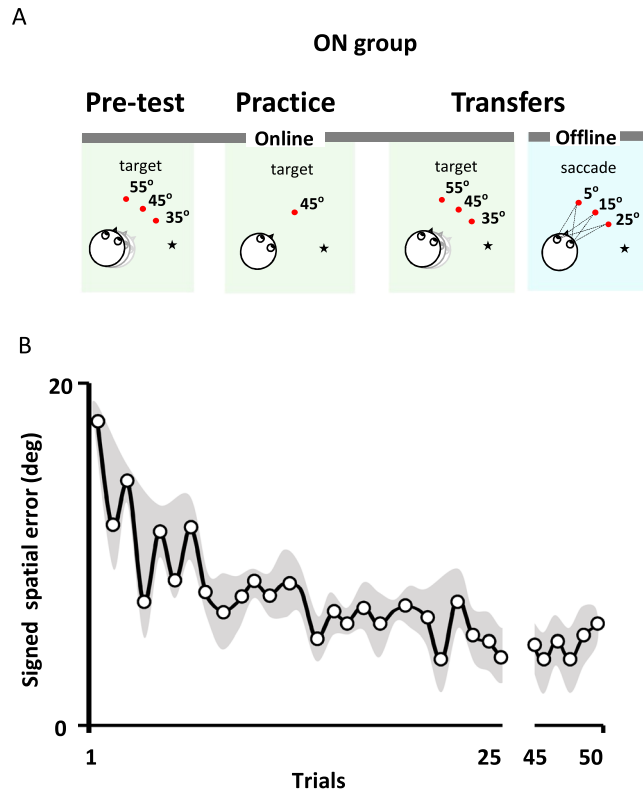 A
ON group
Pre-test Practice Transfers
Online Offline
target target target saccade
55° 45° 35°
45°
55° 45° 35°
5° 15° 25°
B
20
Signed spatial error (deg)
0
1 25 45 50
Trials